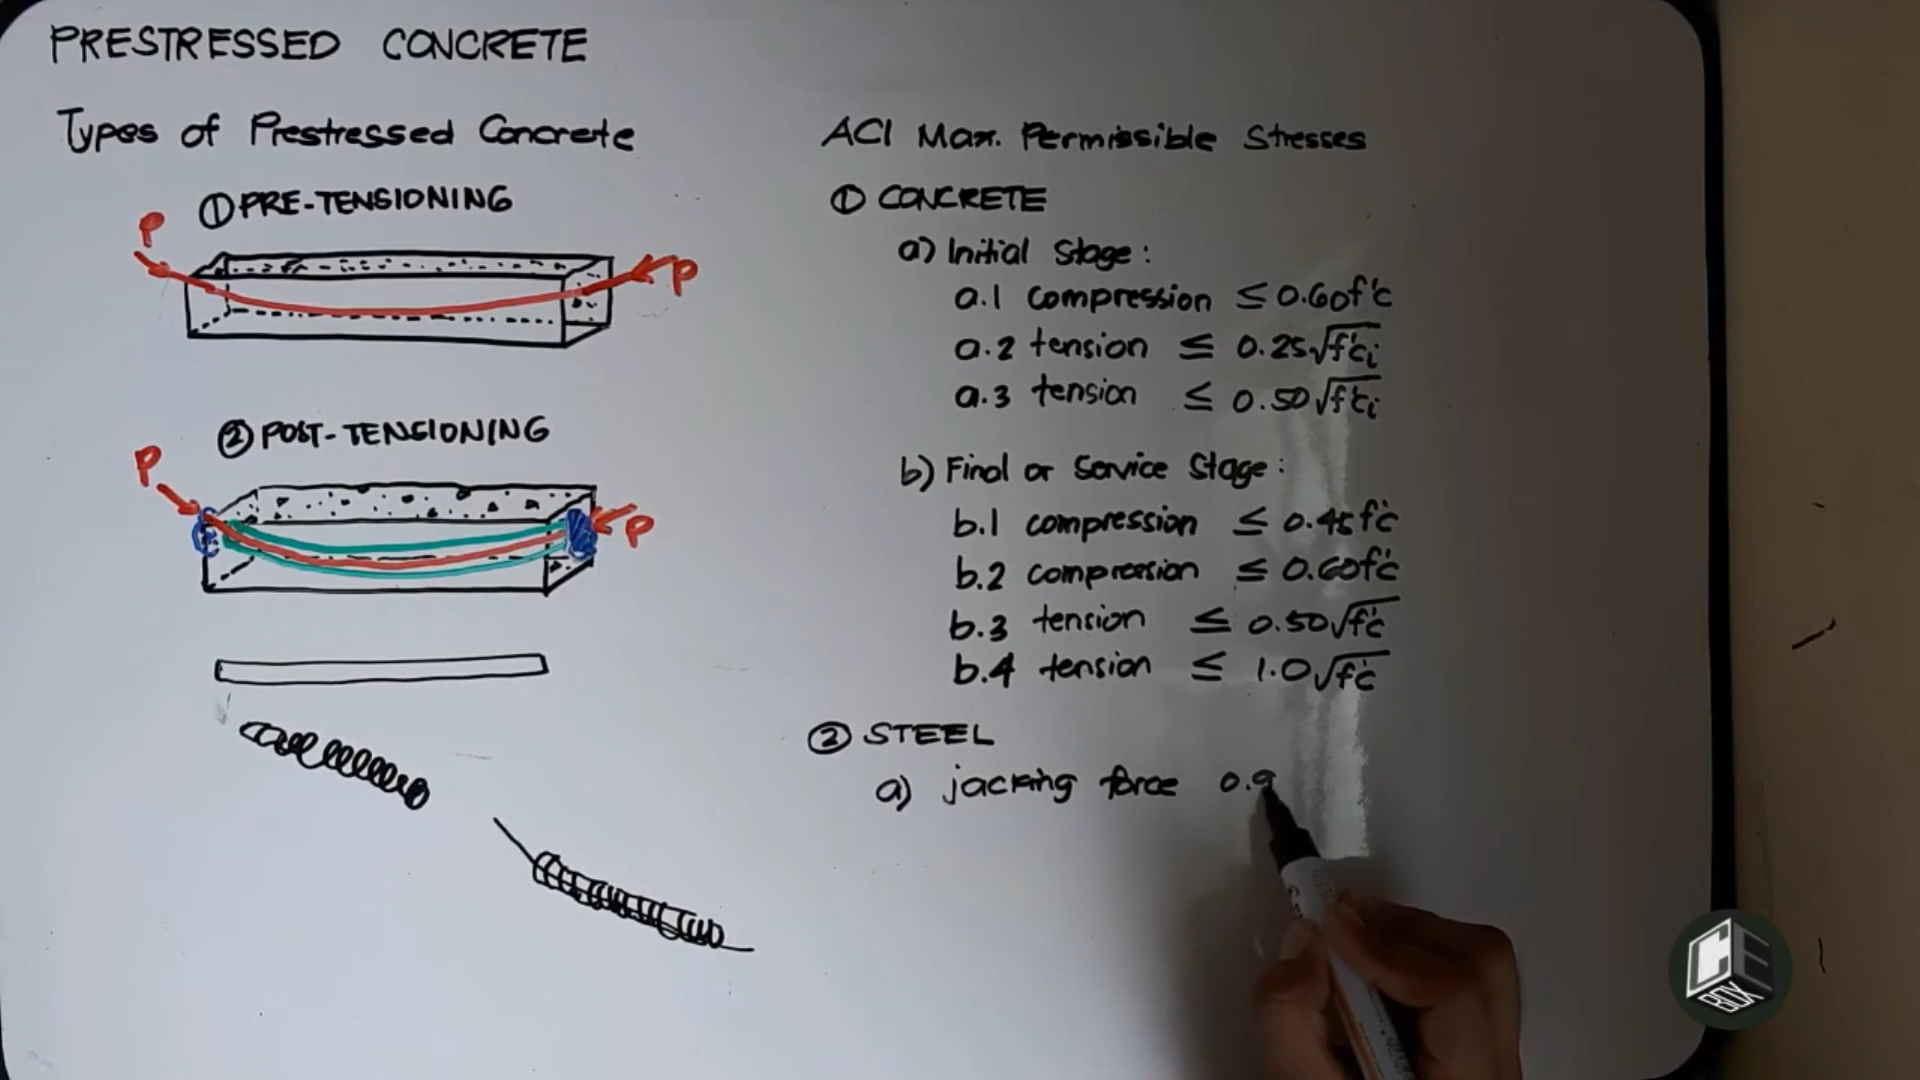 PRESTRESSED CONCRETE
Types of Prestressed Concrete
① PRE-TENSIONING
P
P
② POST-TENSIONING
P
P
ACI Max. Permissible Stresses
① CONCRETE
a) Initial Stage:
a.1 compression ≤ 0.60f'c
a.2 tension ≤ 0.25√f'ci
a.3 tension ≤ 0.50√f'ci
b) Final or Service Stage:
b.1 compression ≤ 0.45f'c
b.2 compression ≤ 0.60f'c
b.3 tension ≤ 0.50√f'c
b.4 tension ≤ 1.0√f'c
② STEEL
a) jacking force 0.9
CE
BOX